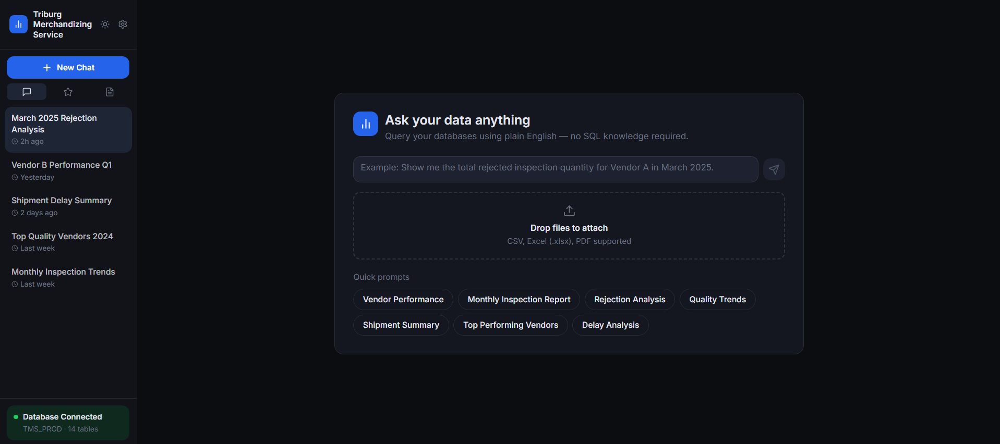 Triburg
Merchandizing
Service
New Chat
March 2025 Rejection
Analysis
2h ago
Vendor B Performance Q1
Yesterday
Shipment Delay Summary
2 days ago
Top Quality Vendors 2024
Last week
Monthly Inspection Trends
Last week
Database Connected
TMS_PROD · 14 tables
Ask your data anything
Query your databases using plain English — no SQL knowledge required.
Example: Show me the total rejected inspection quantity for Vendor A in March 2025.
Drop files to attach
CSV, Excel (.xlsx), PDF supported
Quick prompts
Vendor Performance
Monthly Inspection Report
Rejection Analysis
Quality Trends
Shipment Summary
Top Performing Vendors
Delay Analysis